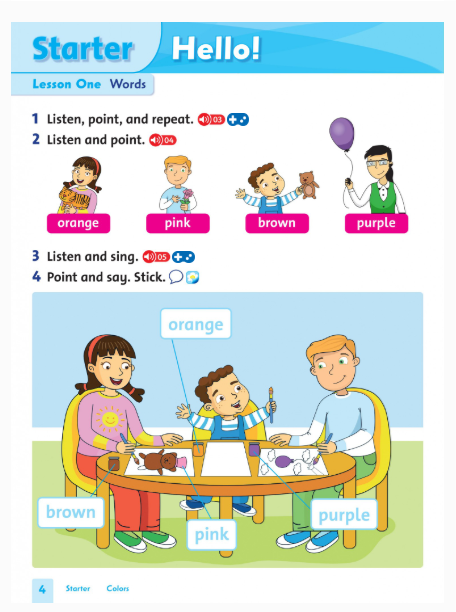 Starter Hello!
Lesson One Words
1 Listen, point, and repeat. 03
2 Listen and point. 04
orange pink brown purple
3 Listen and sing. 05
4 Point and say. Stick.
orange
brown
pink
purple
4 Starter Colors